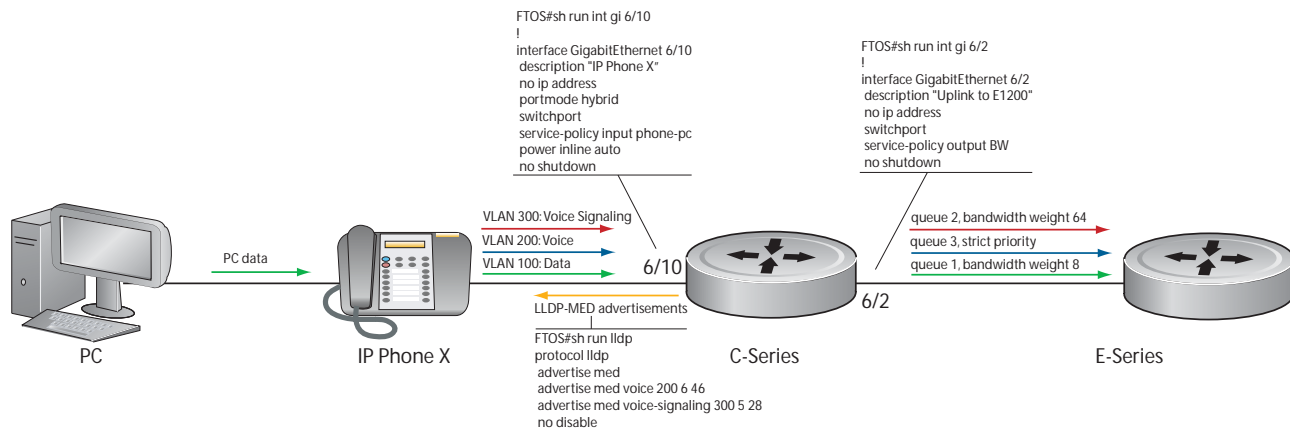 FTOS#sh run int gi 6/10
!
interface GigabitEthernet 6/10
description "IP Phone X"
no ip address
portmode hybrid
switchport
service-policy input phone-pc
power inline auto
no shutdown
FTOS#sh run int gi 6/2
!
interface GigabitEthernet 6/2
description "Uplink to E1200"
no ip address
switchport
service-policy output BW
no shutdown
PC data
VLAN 300: Voice Signaling
VLAN 200: Voice
VLAN 100: Data
6/10
queue 2, bandwidth weight 64
queue 3, strict priority
queue 1, bandwidth weight 8
6/2
LLDP-MED advertisements
FTOS#sh run lldp
protocol lldp
advertise med
advertise med voice 200 6 46
advertise med voice-signaling 300 5 28
no disable
PC
IP Phone X
C-Series
E-Series